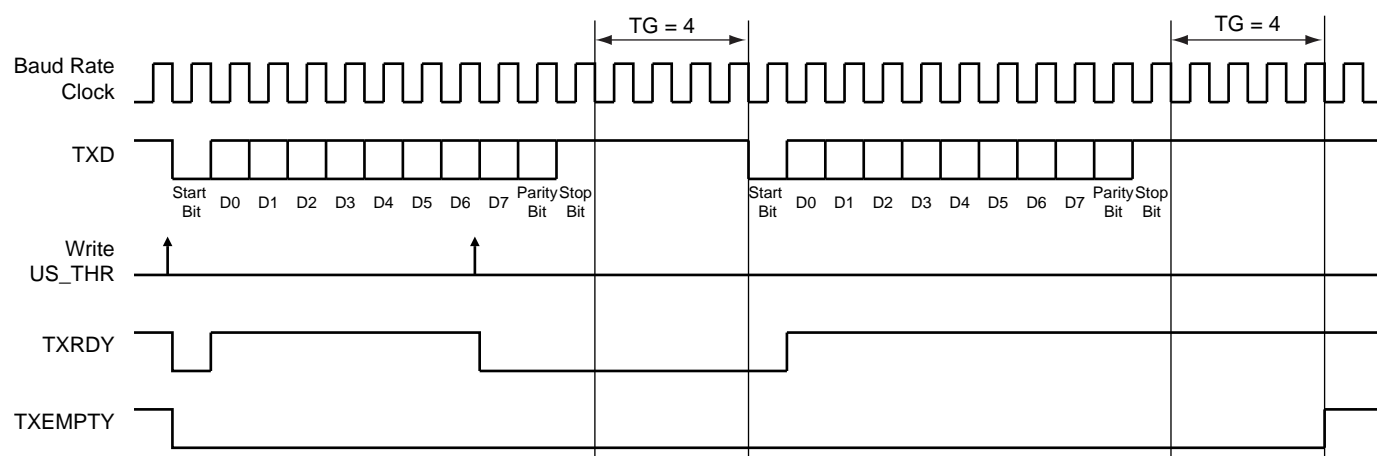 TG = 4
TG = 4
Baud Rate
Clock
TXD
Start
Bit
D0
D1
D2
D3
D4
D5
D6
D7
Parity
Bit
Stop
Bit
Start
Bit
D0
D1
D2
D3
D4
D5
D6
D7
Parity
Bit
Stop
Bit
Write
US_THR
TXRDY
TXEMPTY